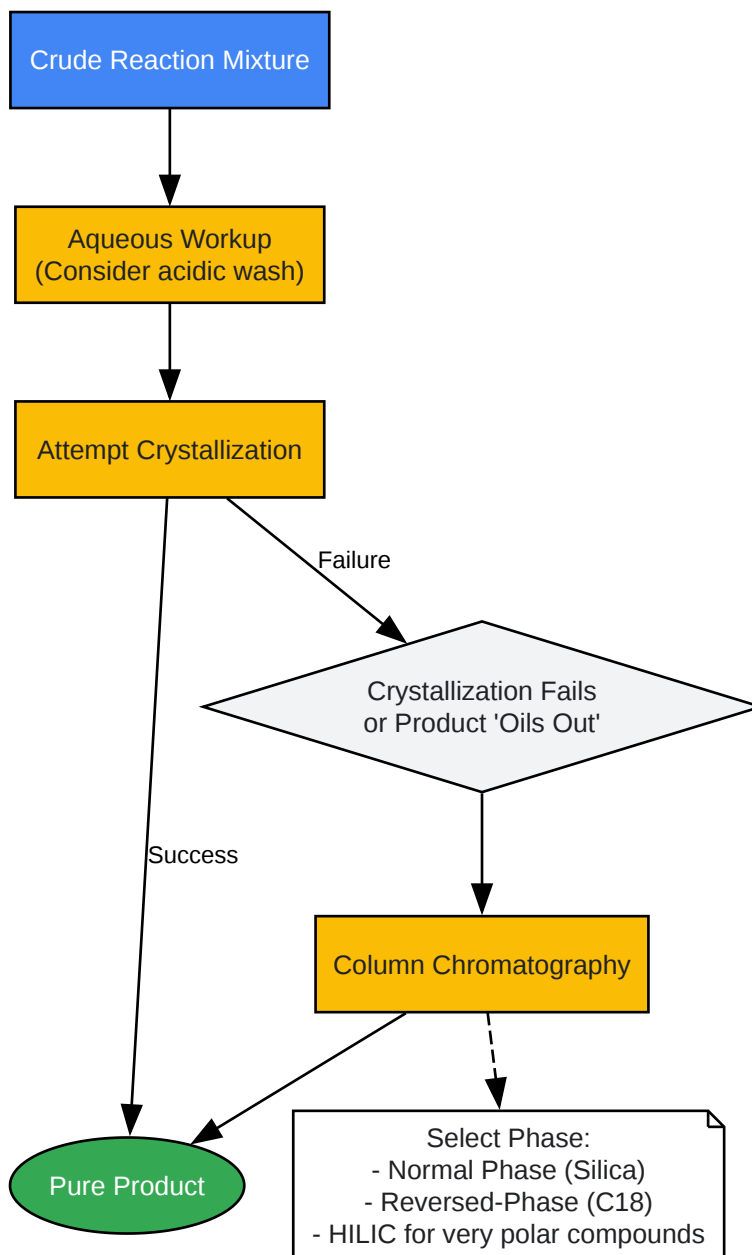 Crude Reaction Mixture
Aqueous Workup
(Consider acidic wash)
Attempt Crystallization
Failure
Crystallization Fails
or Product 'Oils Out'
Success
Column Chromatography
Select Phase:
- Normal Phase (Silica)
- Reversed-Phase (C18)
- HILIC for very polar compounds
Pure Product